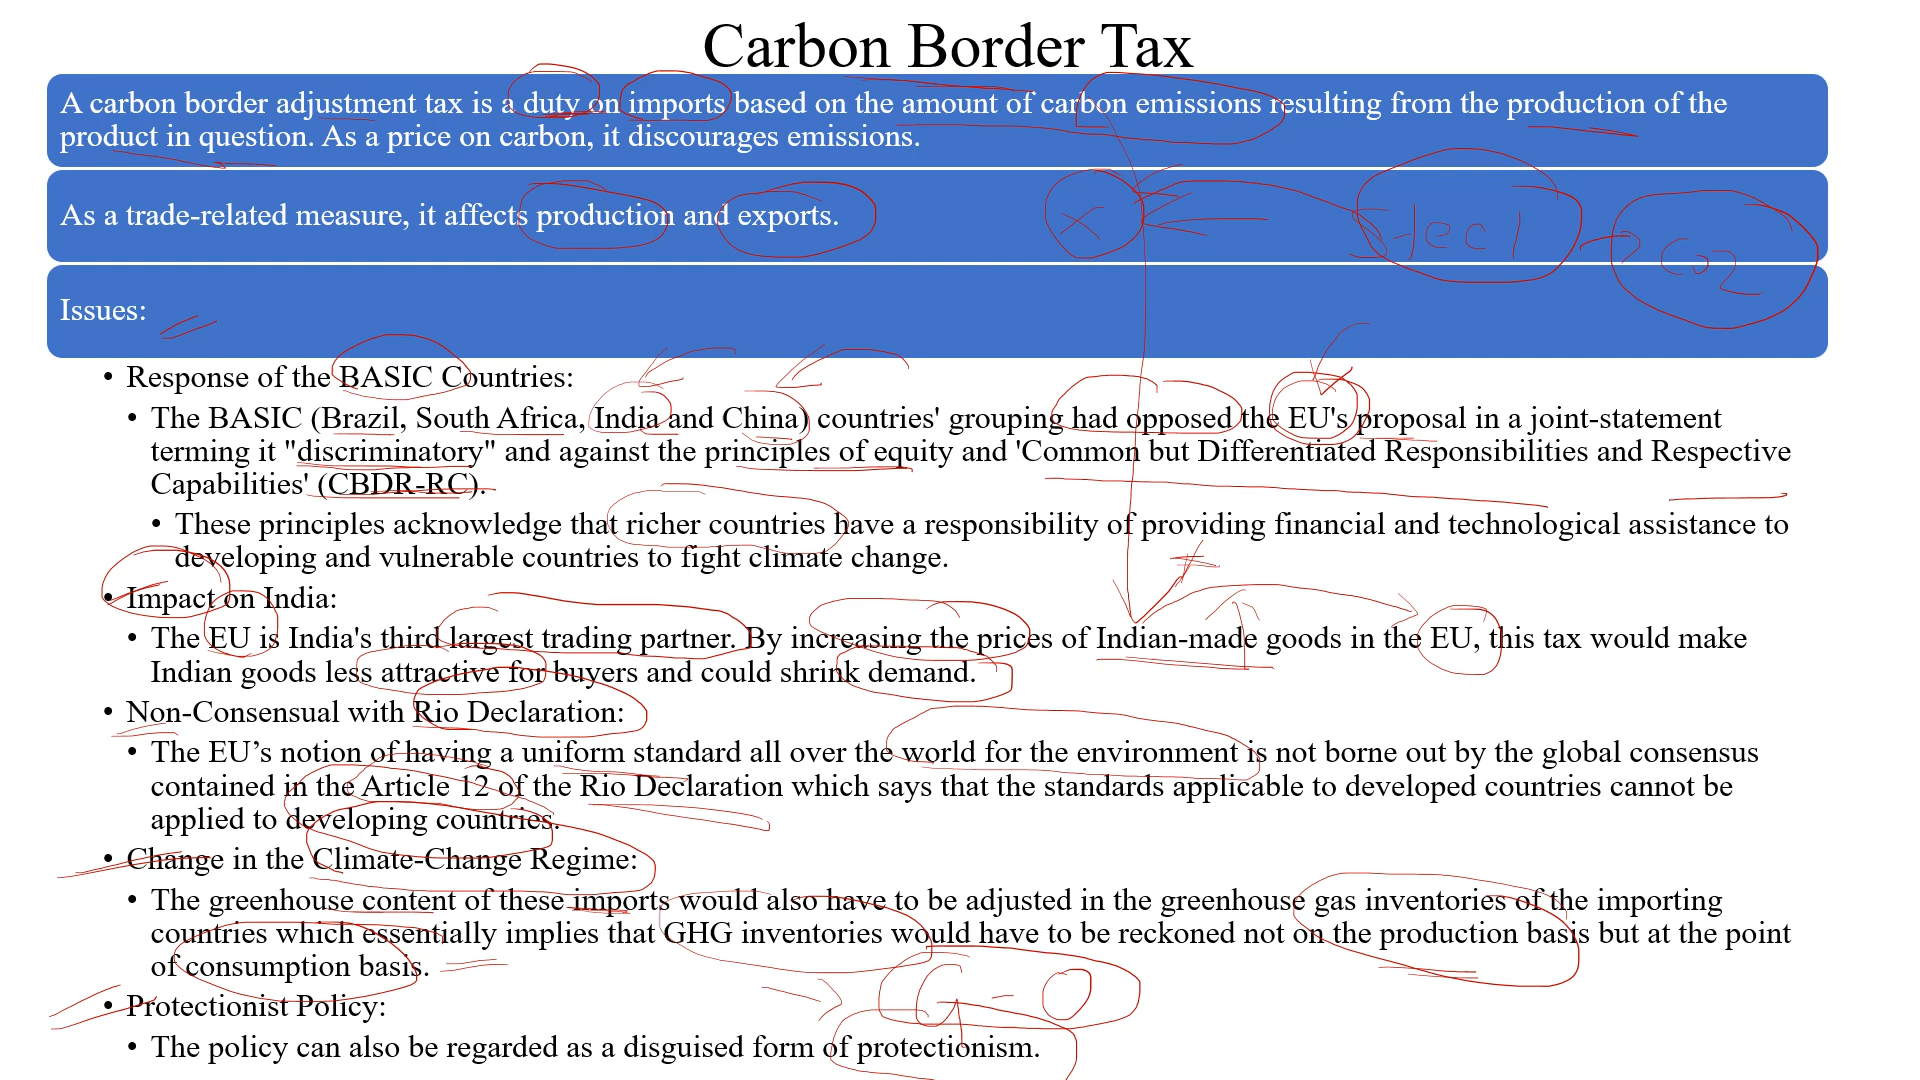 Carbon Border Tax
A carbon border adjustment tax is a duty on imports based on the amount of carbon emissions resulting from the production of the
product in question. As a price on carbon, it discourages emissions.
As a trade-related measure, it affects production and exports.
X
Steel
CO2
Issues:
• Response of the BASIC Countries:
• The BASIC (Brazil, South Africa, India and China) countries' grouping had opposed the EU's proposal in a joint-statement
terming it "discriminatory" and against the principles of equity and 'Common but Differentiated Responsibilities and Respective
Capabilities' (CBDR-RC).
• These principles acknowledge that richer countries have a responsibility of providing financial and technological assistance to
developing and vulnerable countries to fight climate change.
• Impact on India:
• The EU is India's third largest trading partner. By increasing the prices of Indian-made goods in the EU, this tax would make
Indian goods less attractive for buyers and could shrink demand.
• Non-Consensual with Rio Declaration:
• The EU’s notion of having a uniform standard all over the world for the environment is not borne out by the global consensus
contained in the Article 12 of the Rio Declaration which says that the standards applicable to developed countries cannot be
applied to developing countries.
• Change in the Climate-Change Regime:
• The greenhouse content of these imports would also have to be adjusted in the greenhouse gas inventories of the importing
countries which essentially implies that GHG inventories would have to be reckoned not on the production basis but at the point
of consumption basis.
• Protectionist Policy:
• The policy can also be regarded as a disguised form of protectionism.